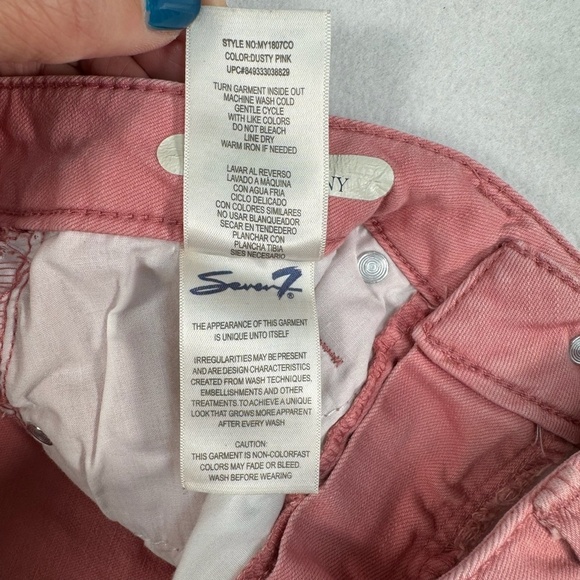 STYLE NO:MY1807CO
COLOR:DUSTY PINK
UPC#849333038829
TURN GARMENT INSIDE OUT
MACHINE WASH COLD
GENTLE CYCLE
WITH LIKE COLORS
DO NOT BLEACH
LINE DRY
WARM IRON IF NEEDED
LAVAR AL REVERSO
LAVADO A MÁQUINA
CON AGUA FRIA
CICLO DELICADO
CON COLORES SIMILARES
NO USAR BLANQUEADOR
SECAR EN TENDEDERO
PLANCHAR CON
PLANCHA TIBIA
SIES NECESARIO
NY
Seven7®
THE APPEARANCE OF THIS GARMENT
IS UNIQUE UNTO ITSELF
IRREGULARITIES MAY BE PRESENT
AND ARE DESIGN CHARACTERISTICS
CREATED FROM WASH TECHNIQUES,
EMBELLISHMENTS AND OTHER
TREATMENTS.TO ACHIEVE A UNIQUE
LOOK THAT GROWS MORE APPARENT
AFTER EVERY WASH
CAUTION:
THIS GARMENT IS NON-COLORFAST
COLORS MAY FADE OR BLEED.
WASH BEFORE WEARING